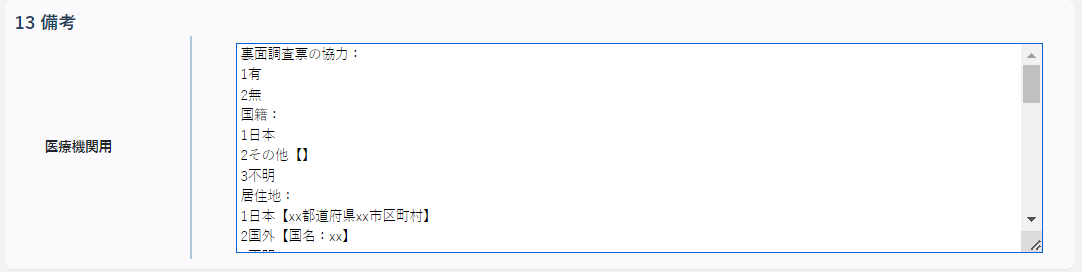 13 備考
医療機関用
裏面調査票の協力：
1有
2無
国籍：
1日本
2その他【】
3不明
居住地：
1日本【xx都道府県xx市区町村】
2国外【国名：xx】